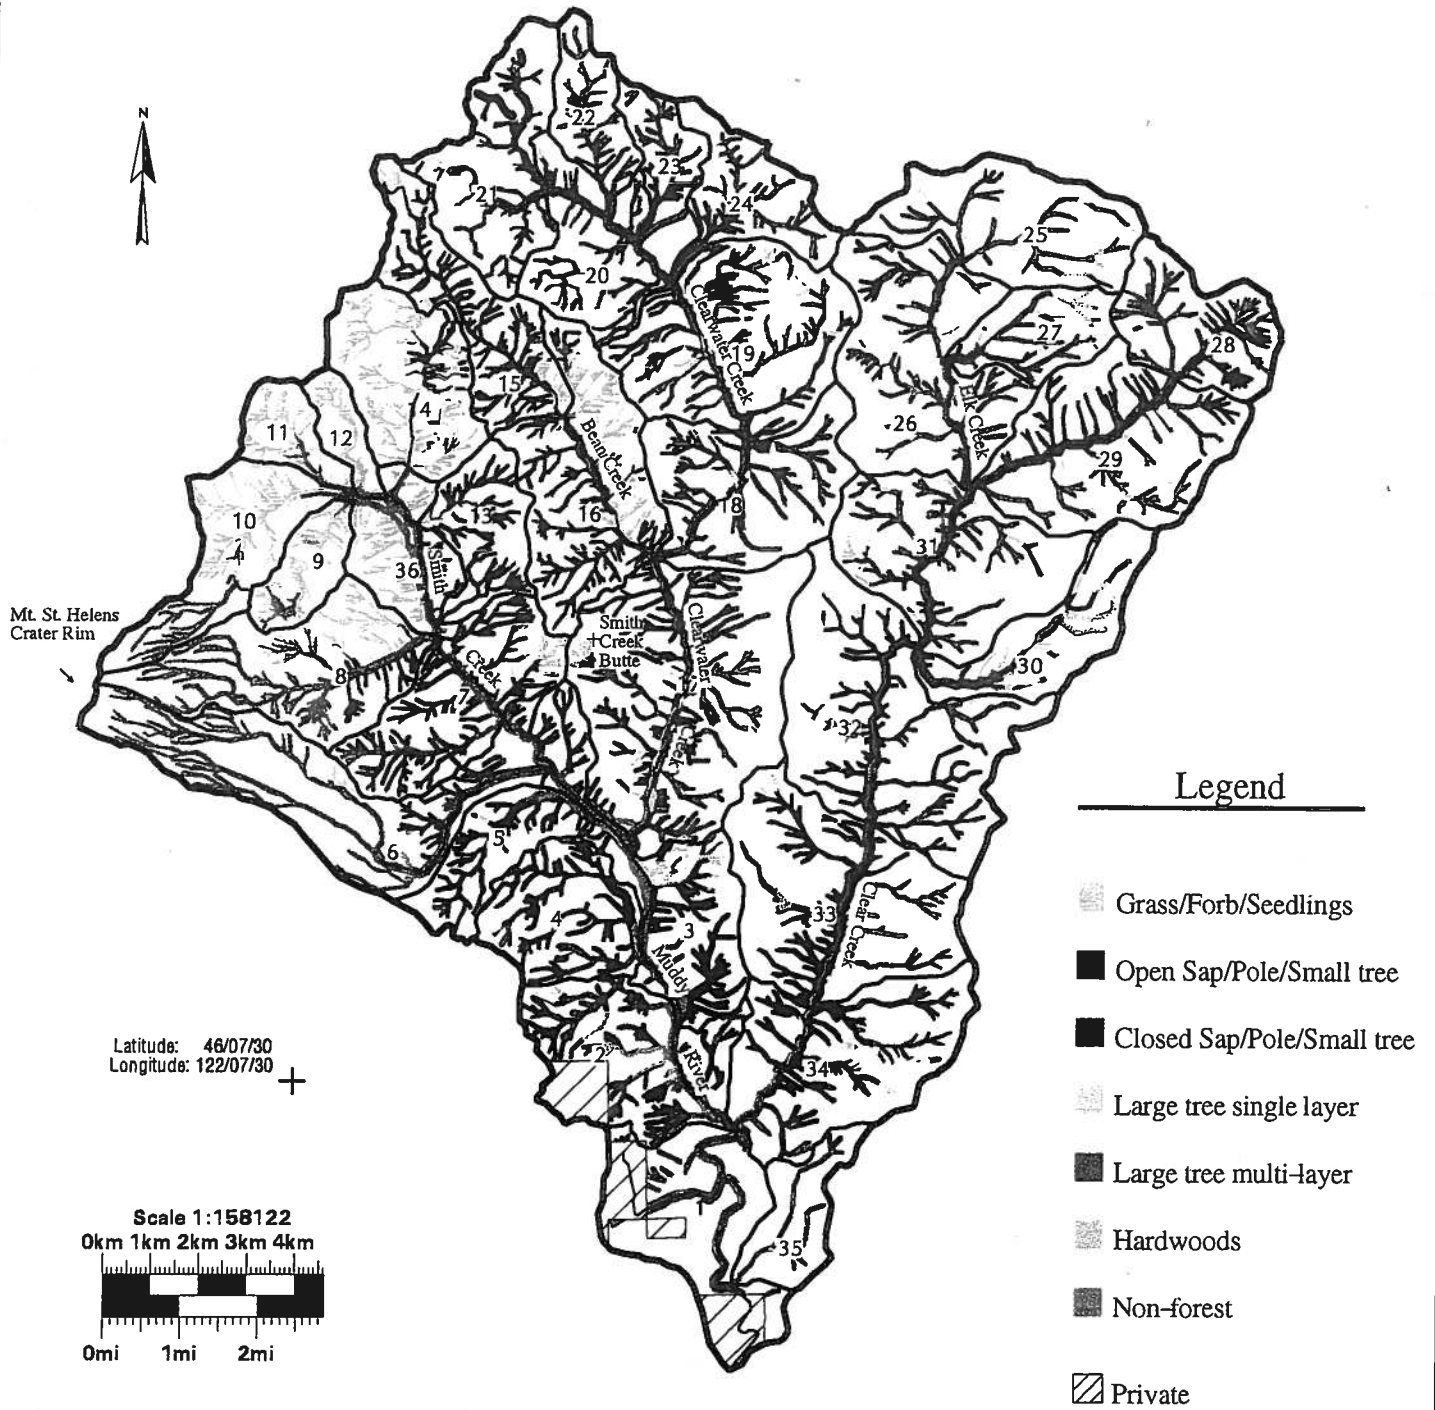 N
22
23
21
24
25
20
27
28
Clearwater Creek
19
15
14
Elk Creek
26
11
12
Bean Creek
29
10
13
16
18
9
36
31
Smith
Mt. St. Helens
Crater Rim
Smith
Creek
Butte
Clearwater
Creek
8
7
30
32
Creek
6
5
4
3
33
Clear Creek
Muddy
River
2
34
1
35
Latitude: 46/07/30
Longitude: 122/07/30
Scale 1:158122
0km 1km 2km 3km 4km
0mi 1mi 2mi
Legend
Grass/Forb/Seedlings
Open Sap/Pole/Small tree
Closed Sap/Pole/Small tree
Large tree single layer
Large tree multi-layer
Hardwoods
Non-forest
Private